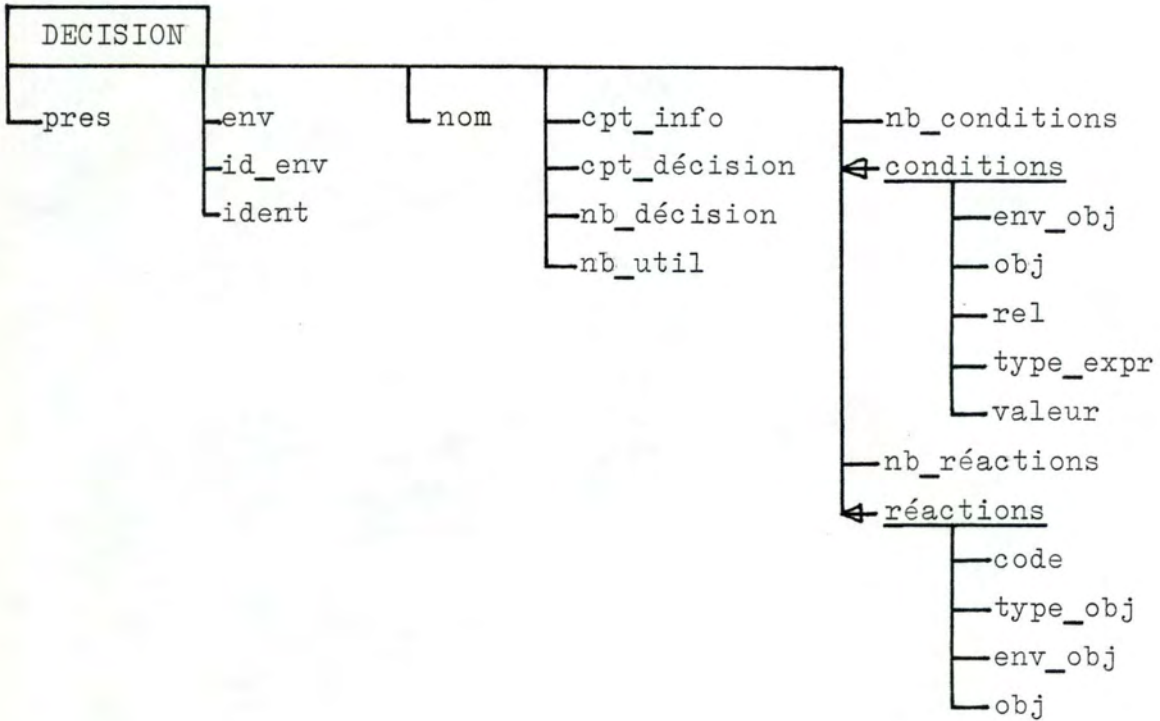 DECISION
pres env nom cpt_info nb_conditions
id_env cpt_décision conditions
ident nb_décision env_obj
nb_util obj
rel
type_expr
valeur
nb_réactions
réactions
code
type_obj
env_obj
obj